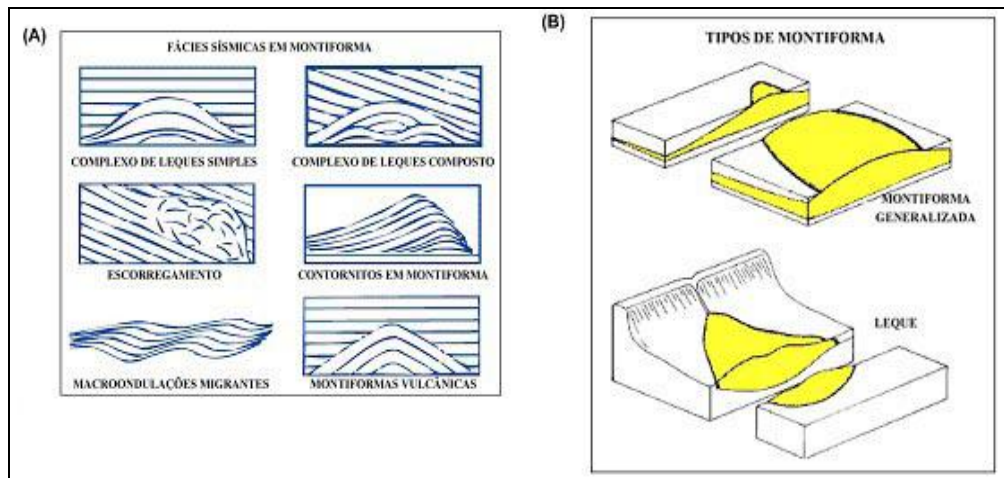 (A)
FÁCIES SÍSMICAS EM MONTIFORMA
COMPLEXO DE LEQUES SIMPLES
COMPLEXO DE LEQUES COMPOSTO
ESCORREGAMENTO
CONTORNITOS EM MONTIFORMA
MACROONDULAÇÕES MIGRANTES
MONTIFORMAS VULCÂNICAS
(B)
TIPOS DE MONTIFORMA
MONTIFORMA
GENERALIZADA
LEQUE